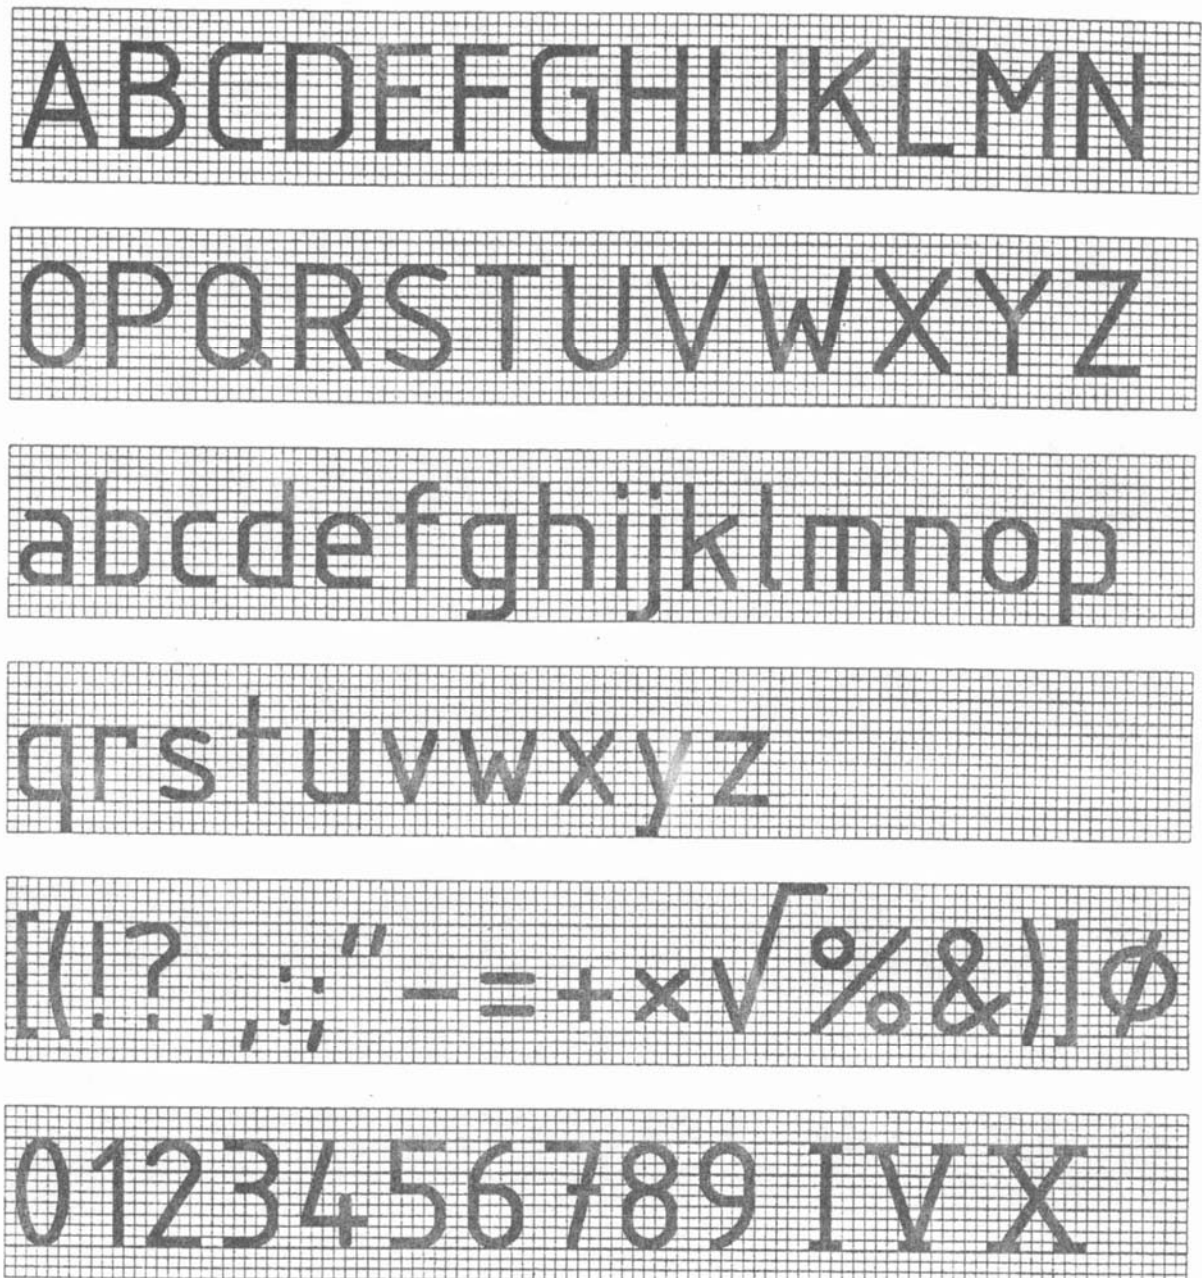 ABCDEFGHIJKLMN
OPQRSTUVWXYZ
abcdefghijklmnop
qrstuvwxyz
[(!?.,:;"-=+×√%&)]ø
0123456789 IVX